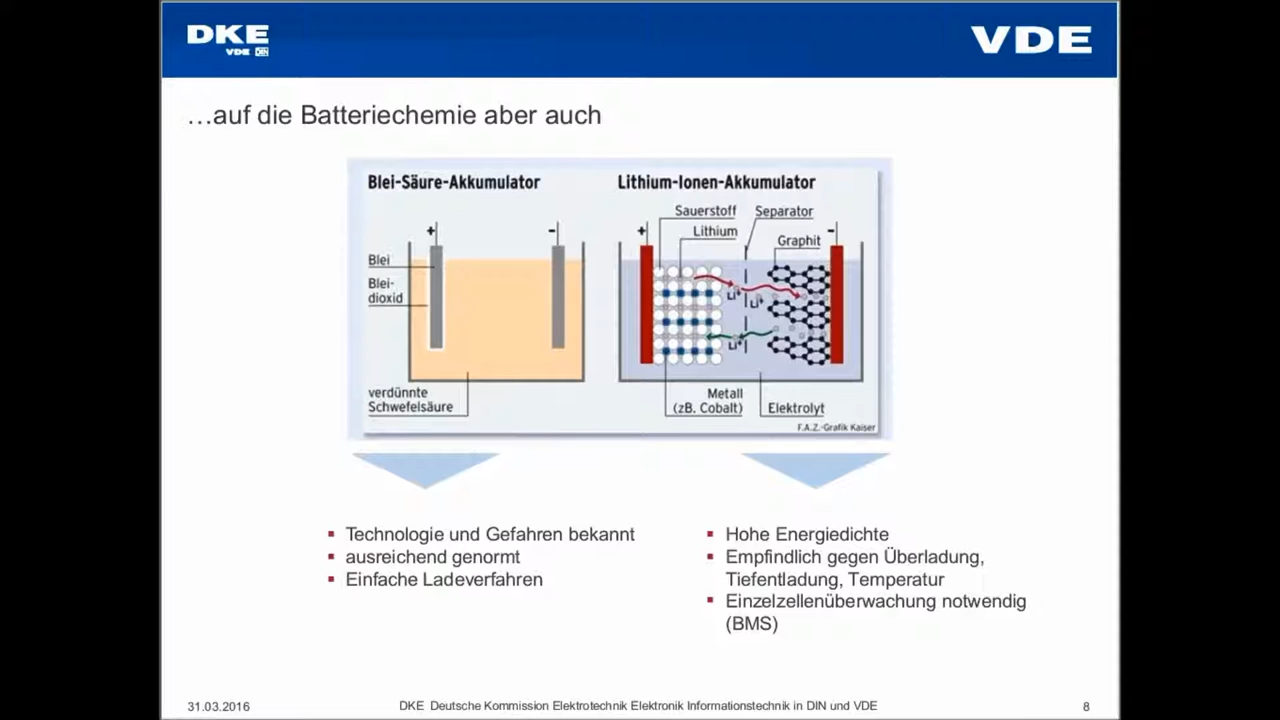 DKE
VDE DIN
VDE
…auf die Batteriechemie aber auch
Blei-Säure-Akkumulator
+
-
Blei
Blei-
dioxid
verdünnte
Schwefelsäure
Lithium-Ionen-Akkumulator
Sauerstoff
Separator
Lithium
+
Graphit
-
Li+
Li+
Li+
Metall
(zB. Cobalt)
Elektrolyt
F.A.Z.-Grafik Kaiser
▪ Technologie und Gefahren bekannt
▪ ausreichend genormt
▪ Einfache Ladeverfahren
▪ Hohe Energiedichte
▪ Empfindlich gegen Überladung,
Tiefentladung, Temperatur
▪ Einzelzellenüberwachung notwendig
(BMS)
31.03.2016
DKE Deutsche Kommission Elektrotechnik Elektronik Informationstechnik in DIN und VDE
8